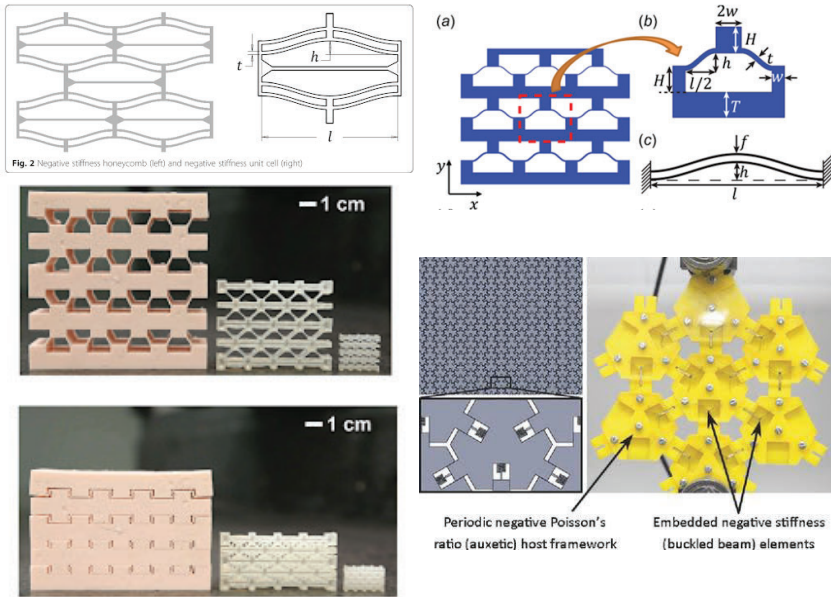 t
h
l
Fig. 2 Negative stiffness honeycomb (left) and negative stiffness unit cell (right)
(a)
y
x
(b)
2w
H
h
t
H
l/2
w
T
(c)
f
h
l
1 cm
1 cm
Periodic negative Poisson's
ratio (auxetic) host framework
Embedded negative stiffness
(buckled beam) elements